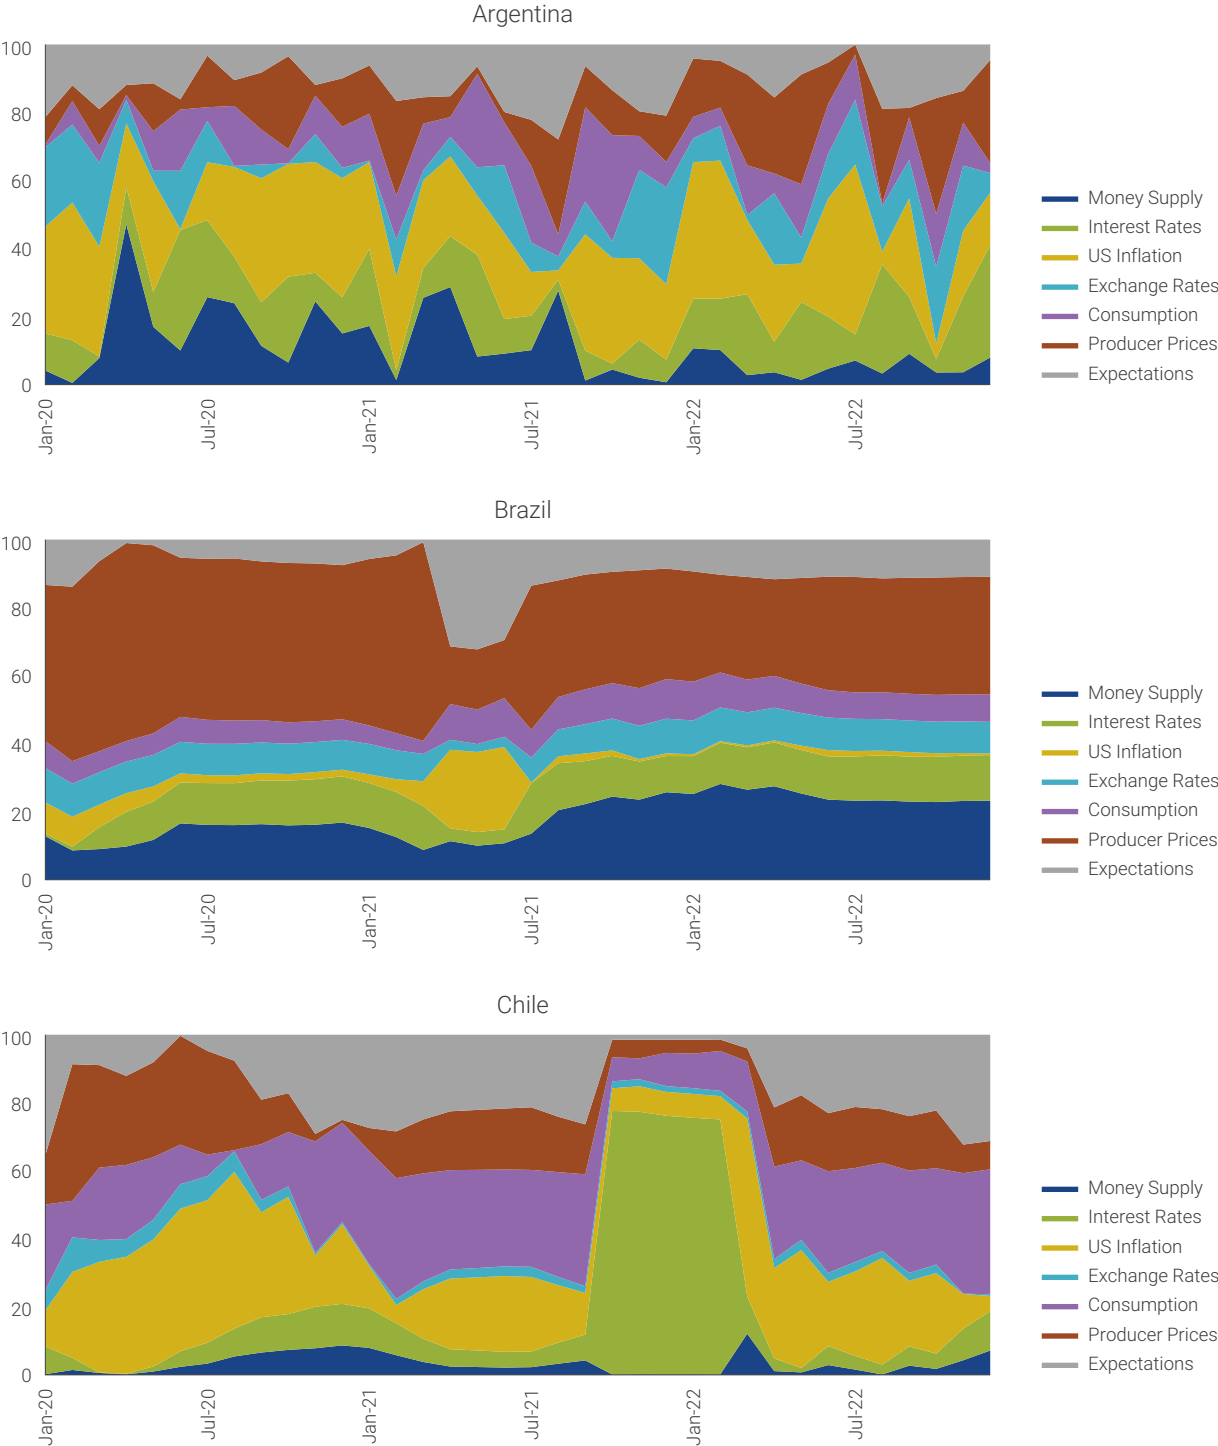 Argentina
100
80
60
40
20
0
Jan-20
Jul-20
Jan-21
Jul-21
Jan-22
Jul-22
Money Supply
Interest Rates
US Inflation
Exchange Rates
Consumption
Producer Prices
Expectations
Brazil
100
80
60
40
20
0
Jan-20
Jul-20
Jan-21
Jul-21
Jan-22
Jul-22
Money Supply
Interest Rates
US Inflation
Exchange Rates
Consumption
Producer Prices
Expectations
Chile
100
80
60
40
20
0
Jan-20
Jul-20
Jan-21
Jul-21
Jan-22
Jul-22
Money Supply
Interest Rates
US Inflation
Exchange Rates
Consumption
Producer Prices
Expectations